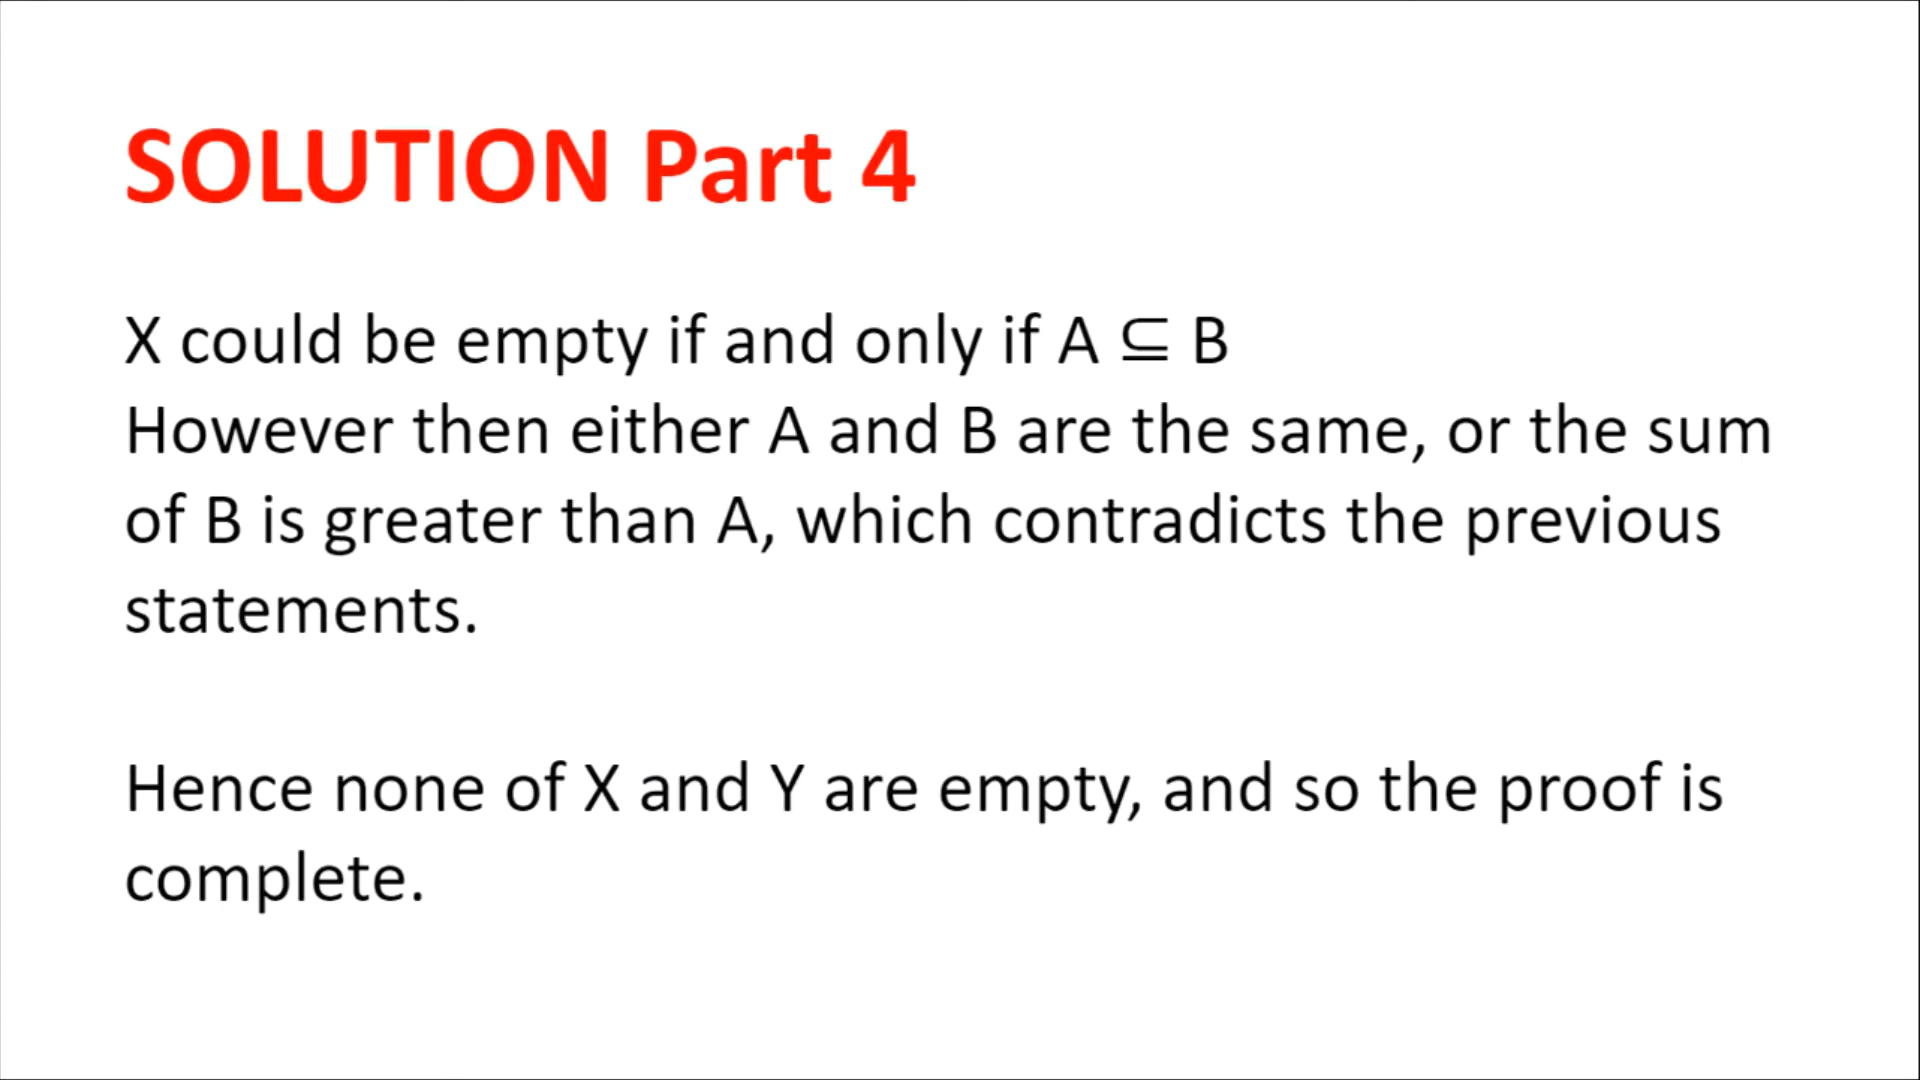 SOLUTION Part 4
X could be empty if and only if A ⊆ B
However then either A and B are the same, or the sum
of B is greater than A, which contradicts the previous
statements.
Hence none of X and Y are empty, and so the proof is
complete.